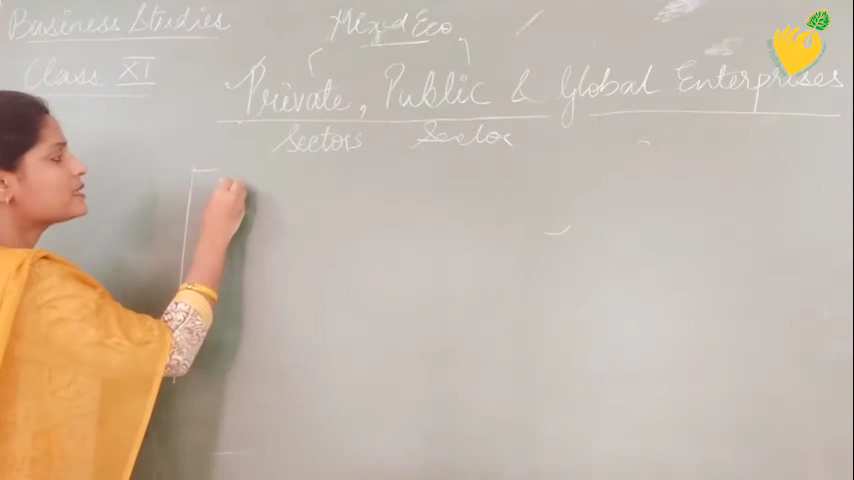 Business Studies
Mixed Eco.
Class XI
Private, Public & Global Enterprises
Sectors Sector